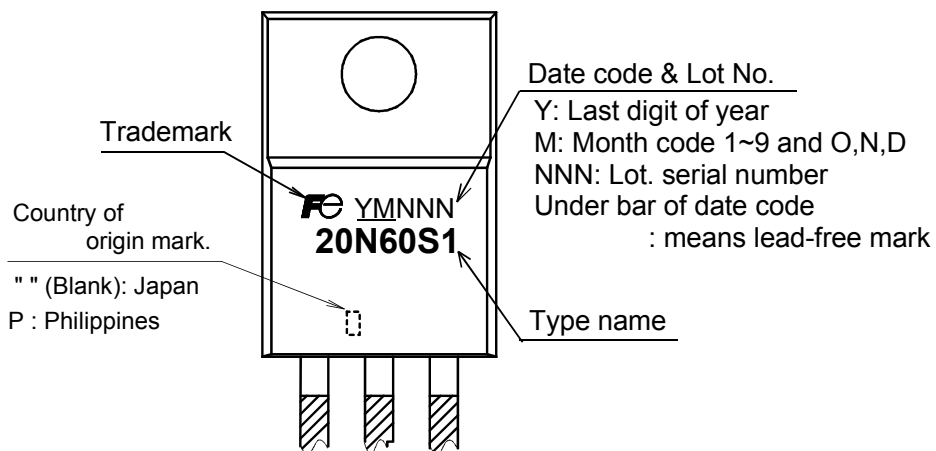 Trademark
Country of
origin mark.
" " (Blank): Japan
P : Philippines
Fe YMNNN
20N60S1
Date code & Lot No.
Y: Last digit of year
M: Month code 1~9 and O,N,D
NNN: Lot. serial number
Under bar of date code
: means lead-free mark
Type name